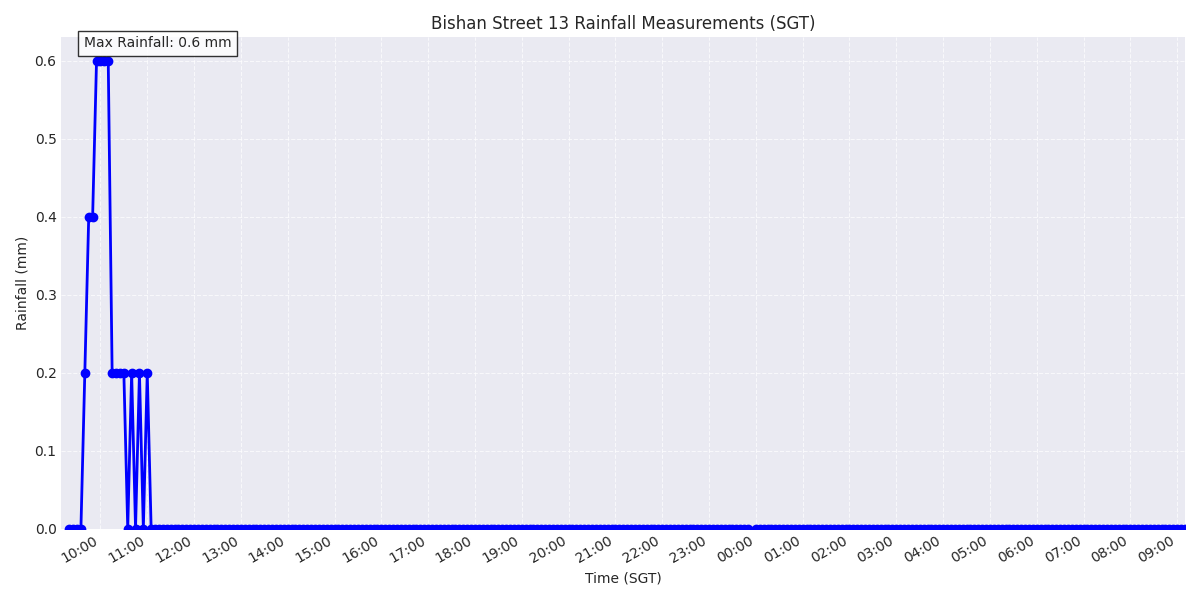 Bishan Street 13 Rainfall Measurements (SGT)
Max Rainfall: 0.6 mm
0.6
0.5
0.4
0.3
0.2
0.1
0.0
Rainfall (mm)
10:00 11:00 12:00 13:00 14:00 15:00 16:00 17:00 18:00 19:00 20:00 21:00 22:00 23:00 00:00 01:00 02:00 03:00 04:00 05:00 06:00 07:00 08:00 09:00
Time (SGT)